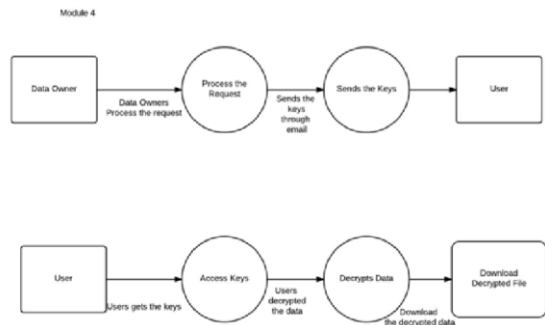 Module 4
Data Owner
Data Owners
Process the request
Process the
Request
Sends the
keys
through
email
Sends the Keys
User
User
Users gets the keys
Access Keys
Users
decrypted
the data
Decrypts Data
Download
the decrypted data
Download
Decrypted File